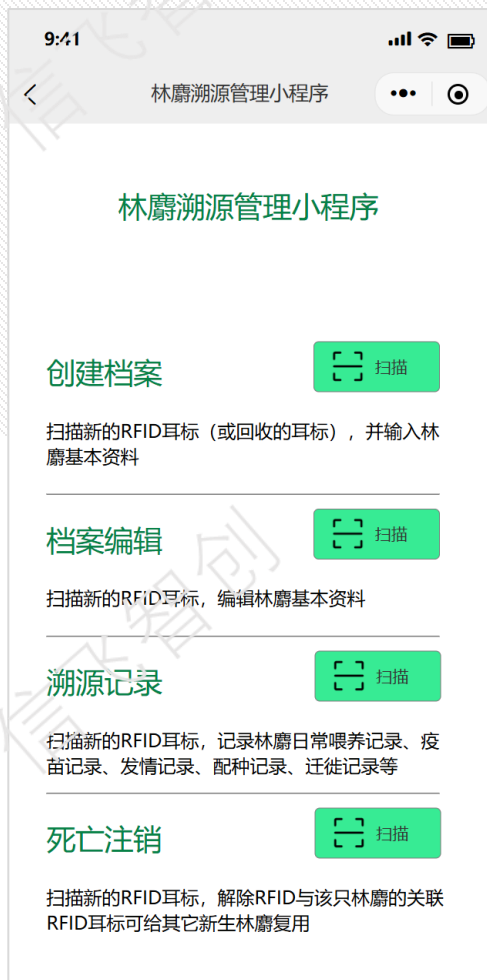 9:41
林麝溯源管理小程序
林麝溯源管理小程序
创建档案
扫描
扫描新的RFID耳标（或回收的耳标），并输入林
麝基本资料
档案编辑
扫描
扫描新的RFID耳标，编辑林麝基本资料
溯源记录
扫描
扫描新的RFID耳标，记录林麝日常喂养记录、疫
苗记录、发情记录、配种记录、迁徙记录等
死亡注销
扫描
扫描新的RFID耳标，解除RFID与该只林麝的关联
RFID耳标可给其它新生林麝复用
信飞智创
信飞智创